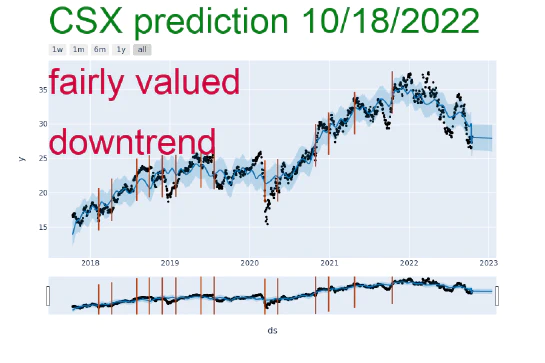 CSX prediction 10/18/2022
1w 1m 6m 1y all
fairly valued
downtrend
35
30
25
20
15
y
2018 2019 2020 2021 2022 2023
ds